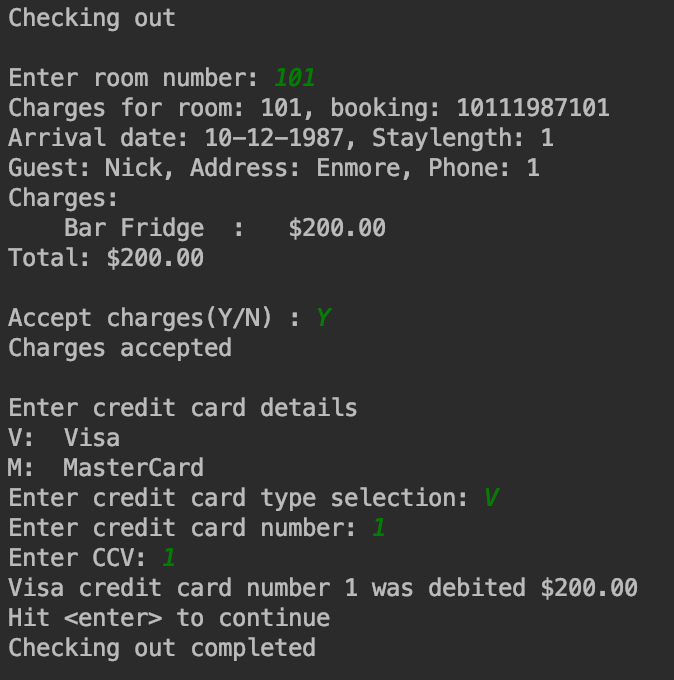 Checking out
Enter room number: 101
Charges for room: 101, booking: 10111987101
Arrival date: 10-12-1987, Staylength: 1
Guest: Nick, Address: Enmore, Phone: 1
Charges:
    Bar Fridge  :   $200.00
Total: $200.00
Accept charges(Y/N) : Y
Charges accepted
Enter credit card details
V:  Visa
M:  MasterCard
Enter credit card type selection: V
Enter credit card number: 1
Enter CCV: 1
Visa credit card number 1 was debited $200.00
Hit <enter> to continue
Checking out completed